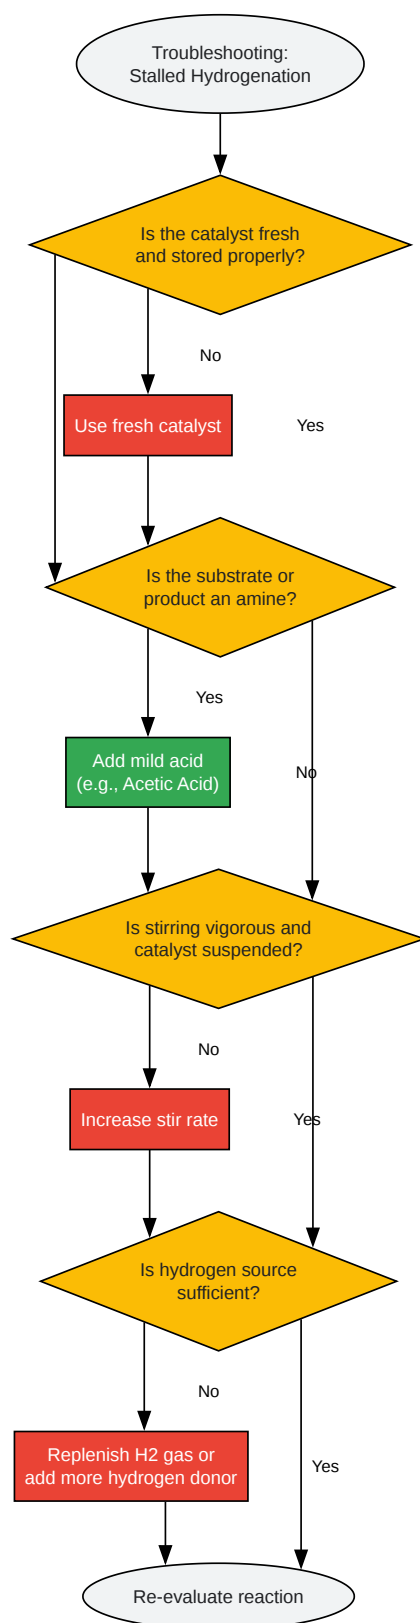 Troubleshooting:
Stalled Hydrogenation
Is the catalyst fresh
and stored properly?
No
Use fresh catalyst
Yes
Is the substrate or
product an amine?
Yes
Add mild acid
(e.g., Acetic Acid)
No
Is stirring vigorous and
catalyst suspended?
No
Increase stir rate
Yes
Is hydrogen source
sufficient?
No
Replenish H2 gas or
add more hydrogen donor
Yes
Re-evaluate reaction